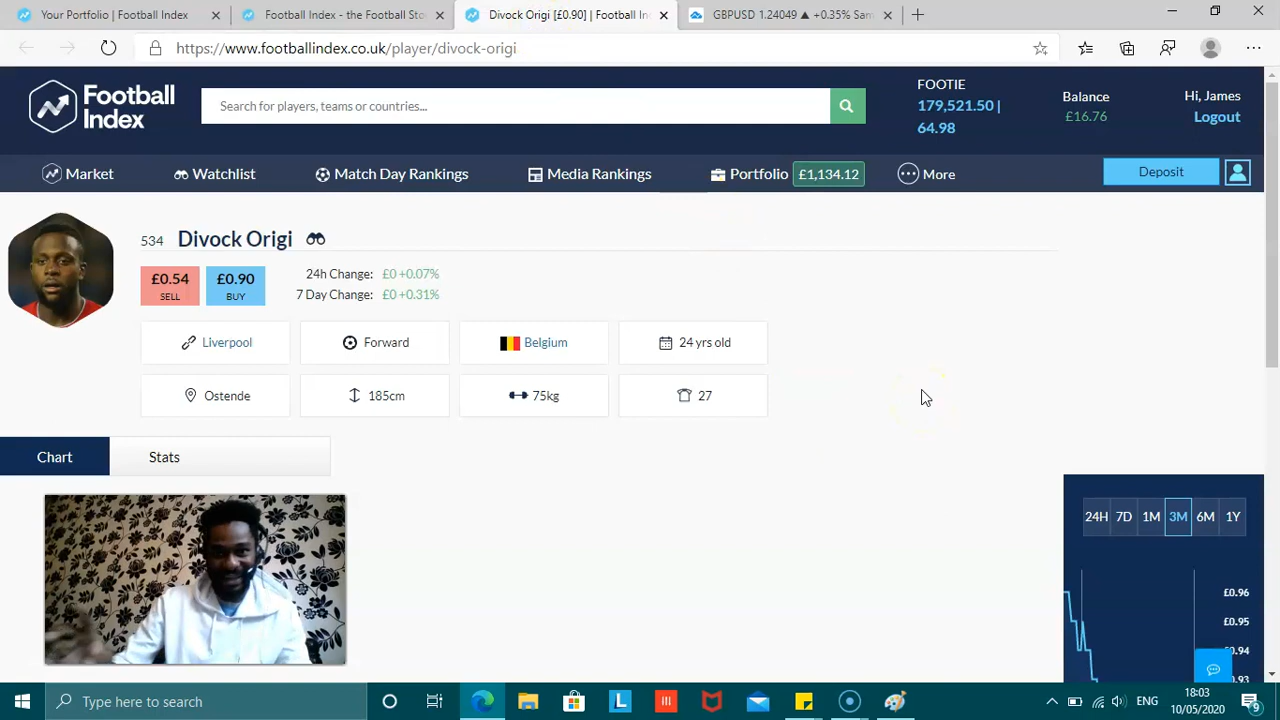 Your Portfolio | Football Index
Football Index - the Football Sto
Divock Origi [£0.90] | Football In
GBPUSD 1.24049 ▲ +0.35% Sam
https://www.footballindex.co.uk/player/divock-origi
Football Index
Search for players, teams or countries...
FOOTIE
179,521.50 |
64.98
Balance
£16.76
Hi, James
Logout
Market
Watchlist
Match Day Rankings
Media Rankings
Portfolio £1,134.12
More
Deposit
534 Divock Origi
£0.54 SELL
£0.90 BUY
24h Change: £0 +0.07%
7 Day Change: £0 +0.31%
Liverpool
Forward
Belgium
24 yrs old
Ostende
185cm
75kg
27
Chart
Stats
24H 7D 1M 3M 6M 1Y
£0.96
£0.95
£0.94
£0.93
Type here to search
L
ENG
18:03
10/05/2020
9